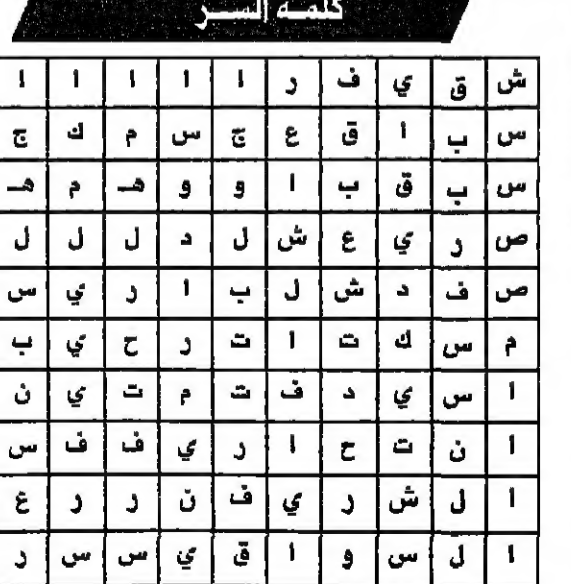 كلمة السر
ش ق ي ف ر ا ا ا ا ا
س ب ا ق ع ج س م ك ج
س ب ق ب ا و و هـ م هـ
ص ر ي ع ش ل د ل ل ل
ص ف د ش ل ب ا ر ي س
م س ك ت ا ت ر ح ي ب
ا س ي د ف ت م ت ي ن
ا ن ت ح ا ر ي ف ف س
ا ل ش ر ي ف ن ر ر ع
ا ل س و ا ق ي س س ر